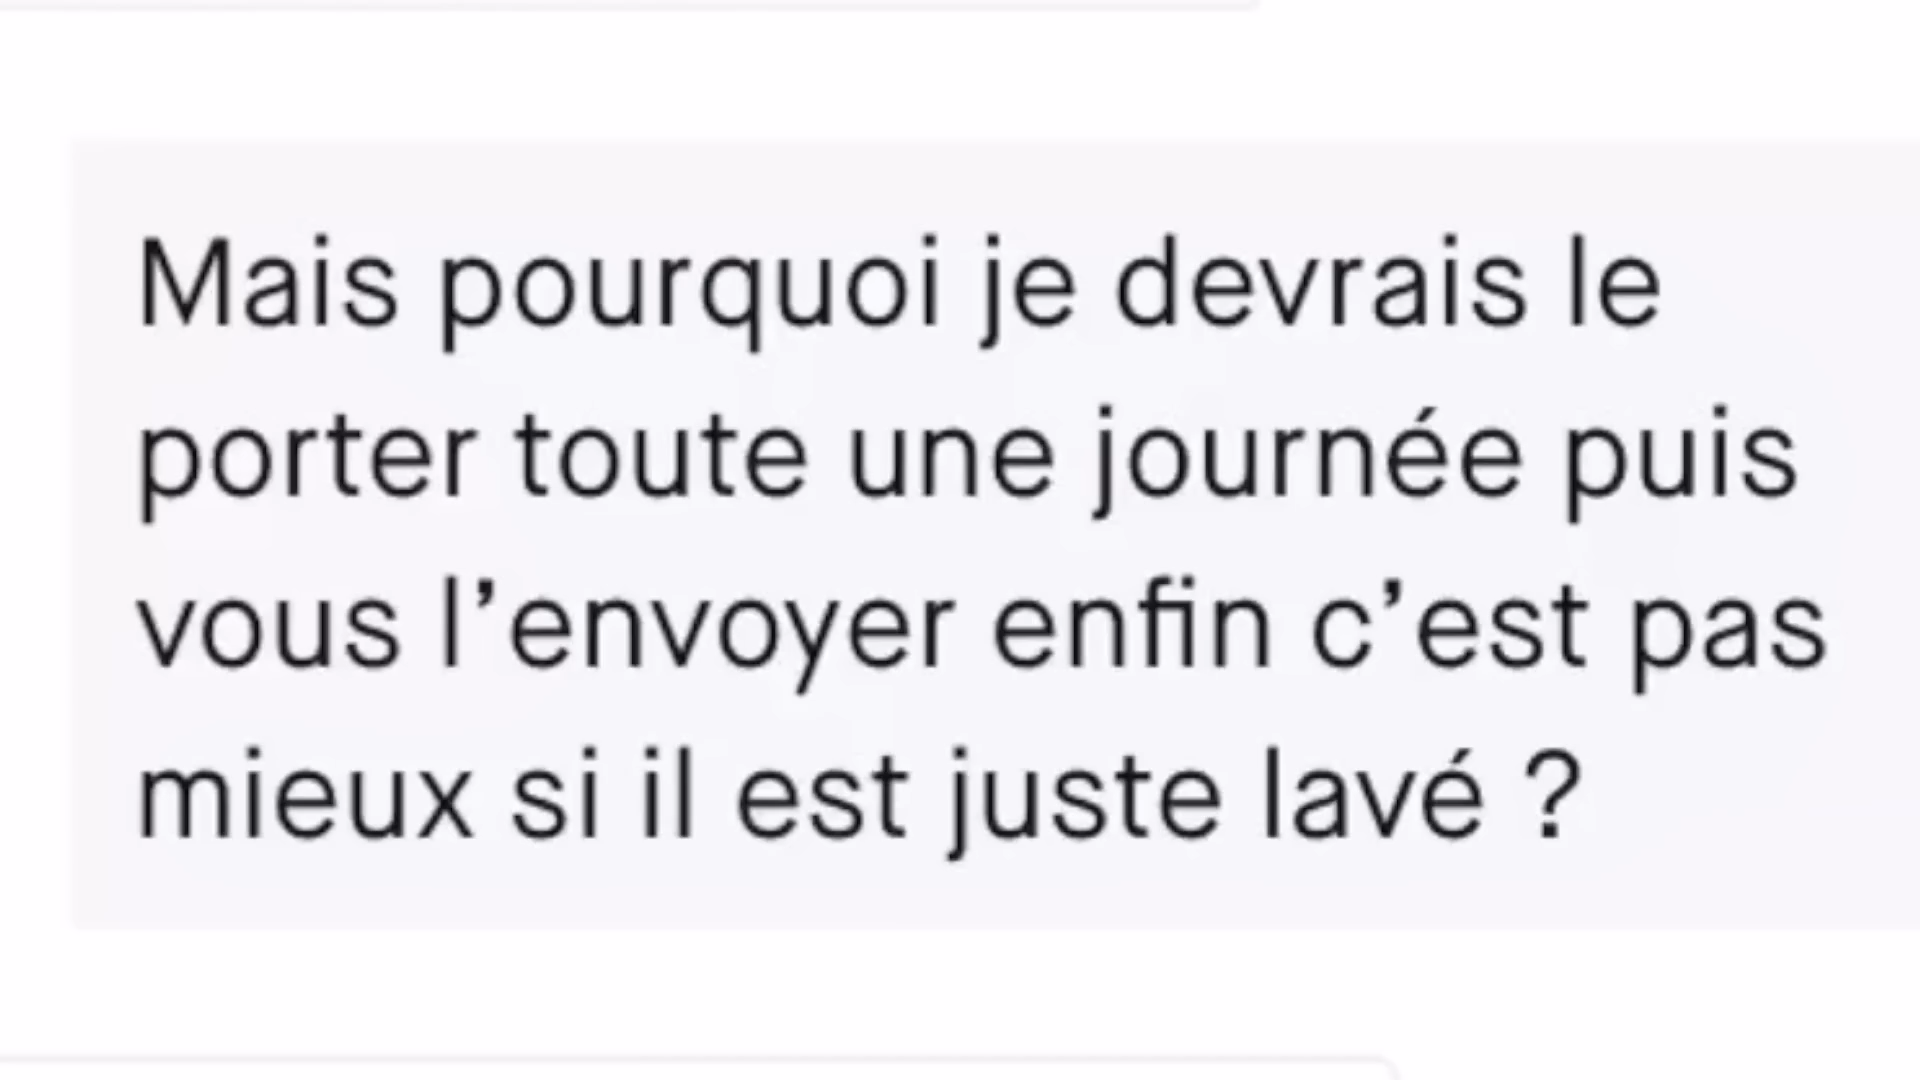 Mais pourquoi je devrais le
porter toute une journée puis
vous l’envoyer enfin c’est pas
mieux si il est juste lavé ?